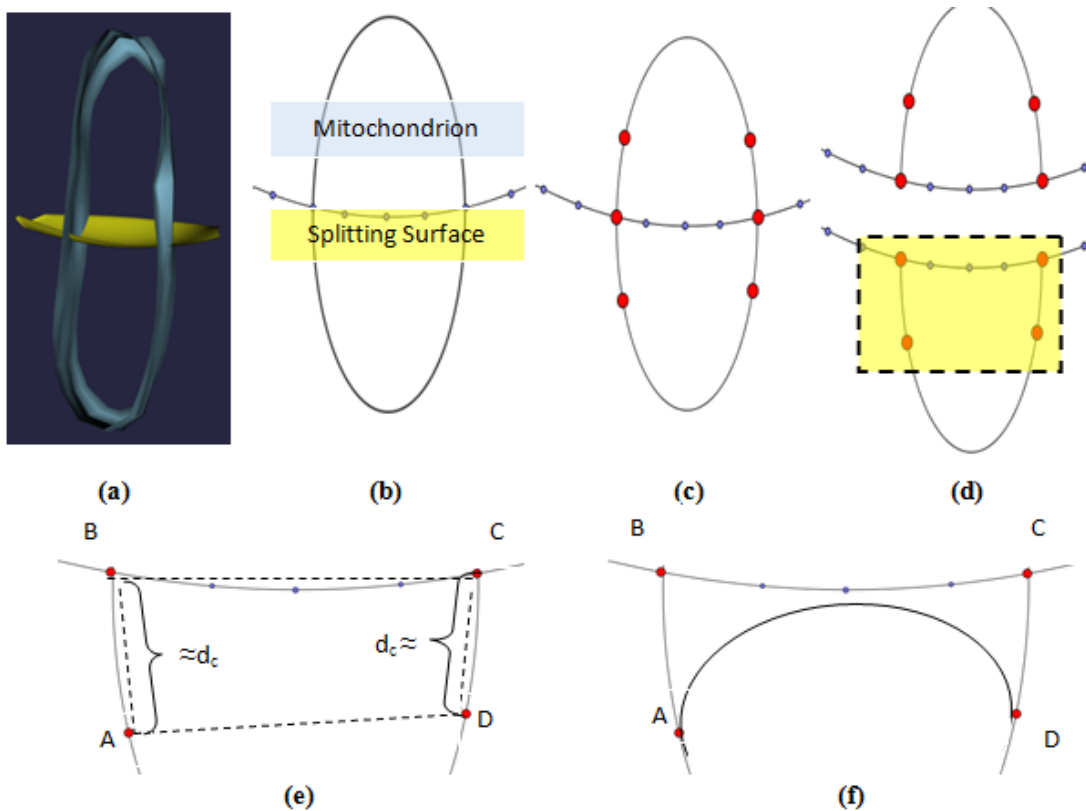 Mitochondrion
Splitting Surface
(a)
(b)
(c)
(d)
B
C
≈dc
dc≈
A
D
(e)
B
C
A
D
(f)